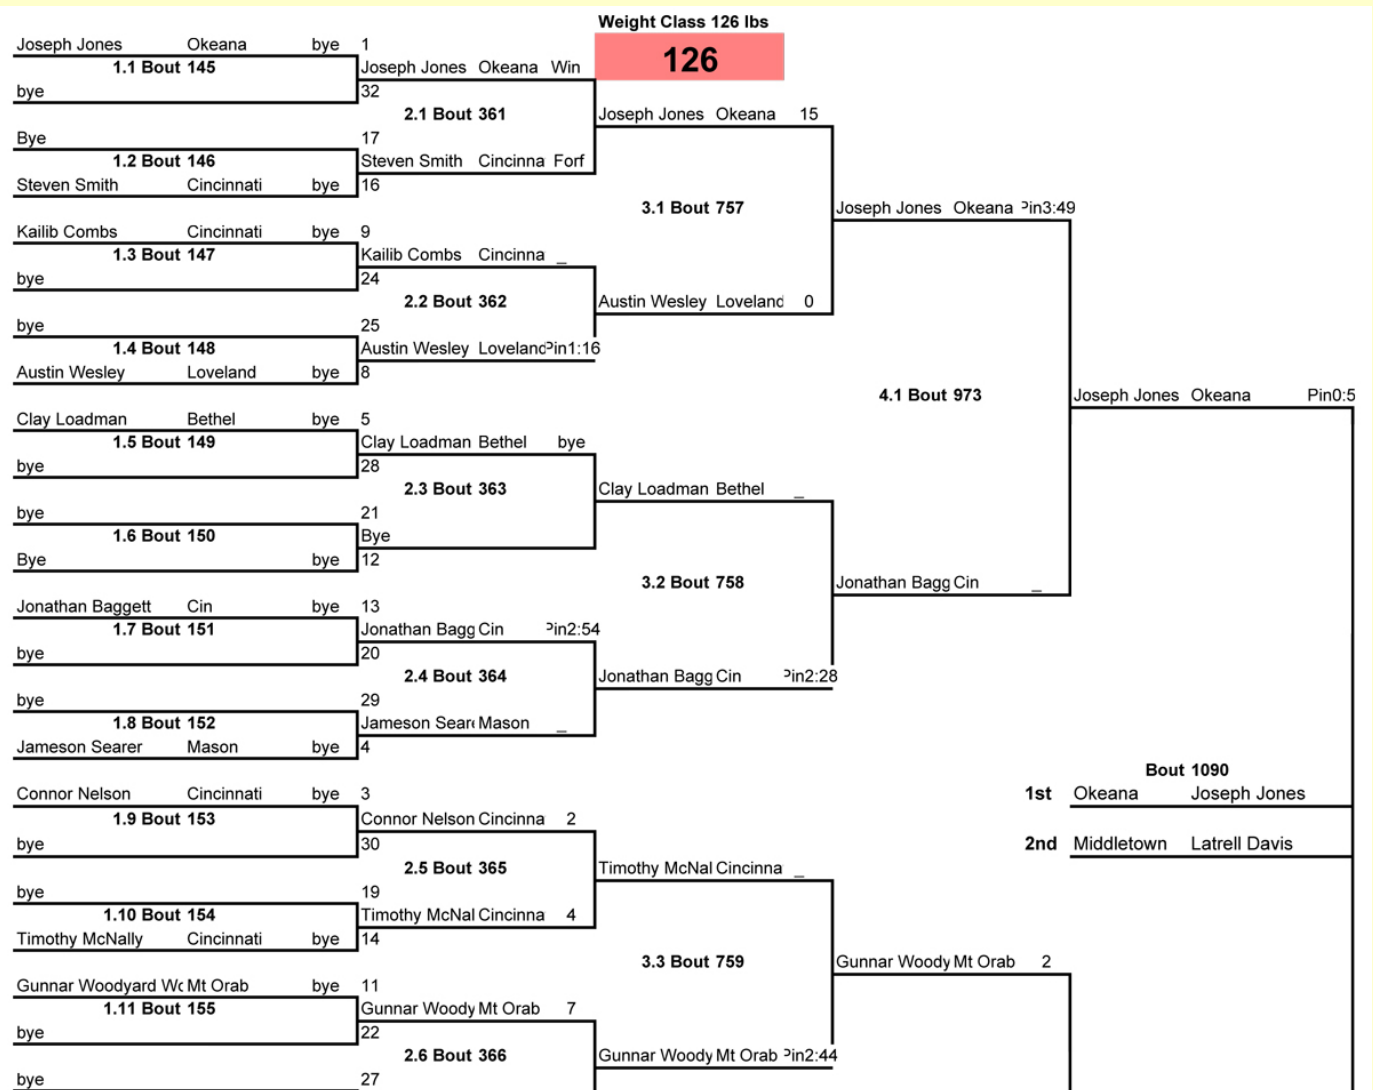 Weight Class 126 lbs
126
Joseph Jones Okeana bye 1
1.1 Bout 145
Joseph Jones Okeana Win
bye
32
2.1 Bout 361
Joseph Jones Okeana 15
Bye
17
1.2 Bout 146
Steven Smith Cincinna Forf
Steven Smith Cincinnati bye 16
3.1 Bout 757
Joseph Jones Okeana Pin3:49
Kailib Combs Cincinnati bye 9
1.3 Bout 147
Kailib Combs Cincinna _
bye
24
2.2 Bout 362
Austin Wesley Loveland 0
bye
25
1.4 Bout 148
Austin Wesley Loveland Pin1:16
Austin Wesley Loveland bye 8
4.1 Bout 973
Joseph Jones Okeana Pin0:5
Clay Loadman Bethel bye 5
1.5 Bout 149
Clay Loadman Bethel bye
bye
28
2.3 Bout 363
Clay Loadman Bethel _
bye
21
1.6 Bout 150
Bye
Bye bye 12
3.2 Bout 758
Jonathan Bagg Cin _
Jonathan Baggett Cin bye 13
1.7 Bout 151
Jonathan Bagg Cin Pin2:54
bye
20
2.4 Bout 364
Jonathan Bagg Cin Pin2:28
bye
29
1.8 Bout 152
Jameson Sear Mason _
Jameson Searer Mason bye 4
Bout 1090
1st Okeana Joseph Jones
2nd Middletown Latrell Davis
Connor Nelson Cincinnati bye 3
1.9 Bout 153
Connor Nelson Cincinna 2
bye
30
2.5 Bout 365
Timothy McNal Cincinna _
bye
19
1.10 Bout 154
Timothy McNal Cincinna 4
Timothy McNally Cincinnati bye 14
3.3 Bout 759
Gunnar Woody Mt Orab 2
Gunnar Woodyard Wc Mt Orab bye 11
1.11 Bout 155
Gunnar Woody Mt Orab 7
bye
22
2.6 Bout 366
Gunnar Woody Mt Orab Pin2:44
bye
27